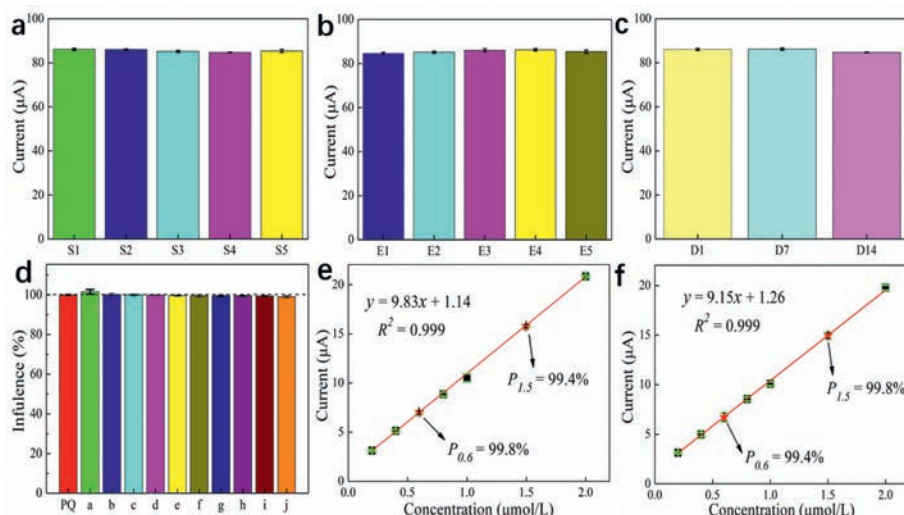 a
100
80
60
40
20
0
Current (μA)
S1 S2 S3 S4 S5
b
100
80
60
40
20
0
Current (μA)
E1 E2 E3 E4 E5
c
100
80
60
40
20
0
Current (μA)
D1 D7 D14
d
120
100
80
60
40
20
0
Infulence (%)
PQ a b c d e f g h i j
e
20
15
10
5
0
Current (μA)
y = 9.83x + 1.14
R² = 0.999
P1.5 = 99.4%
P0.6 = 99.8%
0.0 0.5 1.0 1.5 2.0
Concentration (μmol/L)
f
20
15
10
5
0
Current (μA)
y = 9.15x + 1.26
R² = 0.999
P1.5 = 99.8%
P0.6 = 99.4%
0.0 0.5 1.0 1.5 2.0
Concentration (μmol/L)